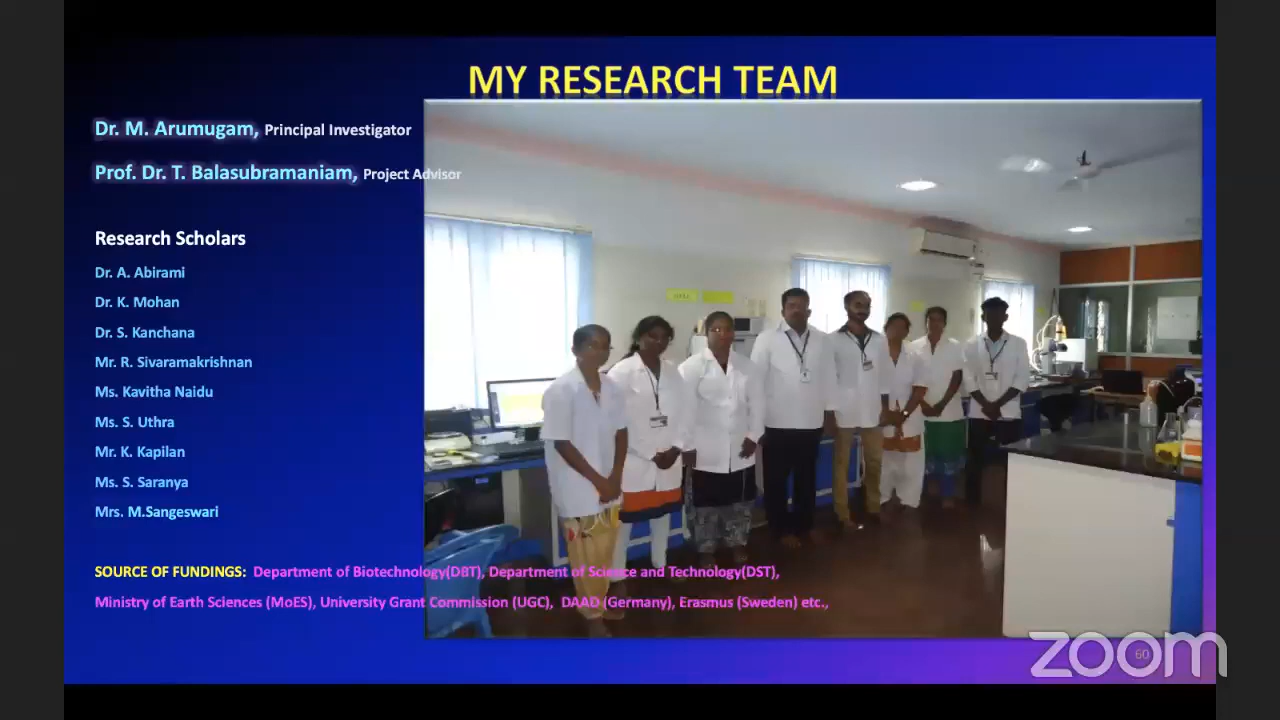 MY RESEARCH TEAM
Dr. M. Arumugam, Principal Investigator
Prof. Dr. T. Balasubramaniam, Project Advisor
Research Scholars
Dr. A. Abirami
Dr. K. Mohan
Dr. S. Kanchana
Mr. R. Sivaramakrishnan
Ms. Kavitha Naidu
Ms. S. Uthra
Mr. K. Kapilan
Ms. S. Saranya
Mrs. M.Sangeswari
SOURCE OF FUNDINGS: Department of Biotechnology(DBT), Department of Science and Technology(DST),
Ministry of Earth Sciences (MoES), University Grant Commission (UGC), DAAD (Germany), Erasmus (Sweden) etc.,
60
zoom